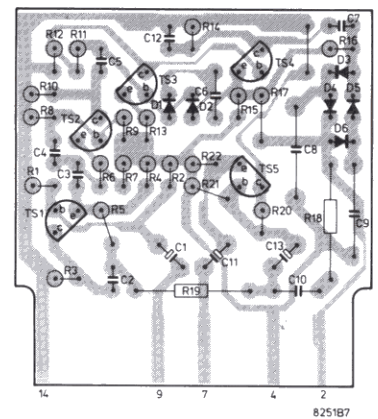 C7
R14
R12 R11 C12 R16
C5 TS3 TS4 D3
R10 C6 R17 D4 D5
R8 D1 D2
TS2 R9 R13 R15
D6
C4 C8
R1 C3 R6 R7 R4 R2 R22 TS5
R21
TS1 R5 R20 R18 C9
C1 C11 C13
R3 C2 R19 C10
14 9 7 4 2
8251B7